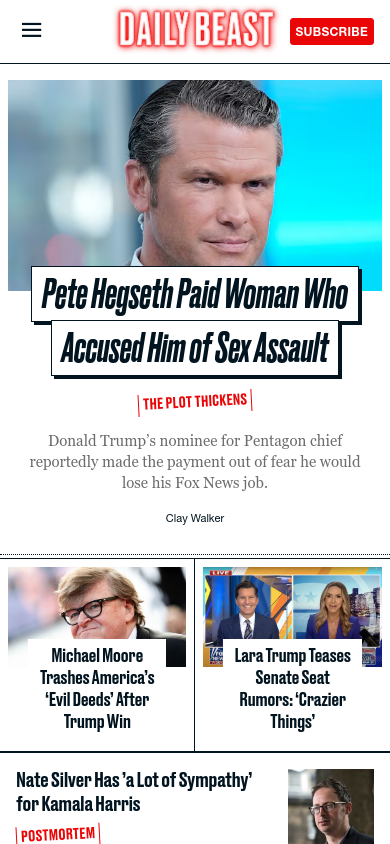 DAILY BEAST
SUBSCRIBE
Pete Hegseth Paid Woman Who
Accused Him of Sex Assault
THE PLOT THICKENS
Donald Trump’s nominee for Pentagon chief
reportedly made the payment out of fear he would
lose his Fox News job.
Clay Walker
Michael Moore
Trashes America’s
‘Evil Deeds’ After
Trump Win
LIVE
Lara Trump Teases
Senate Seat
Rumors: ‘Crazier
Things’
Nate Silver Has ’a Lot of Sympathy’
for Kamala Harris
POSTMORTEM